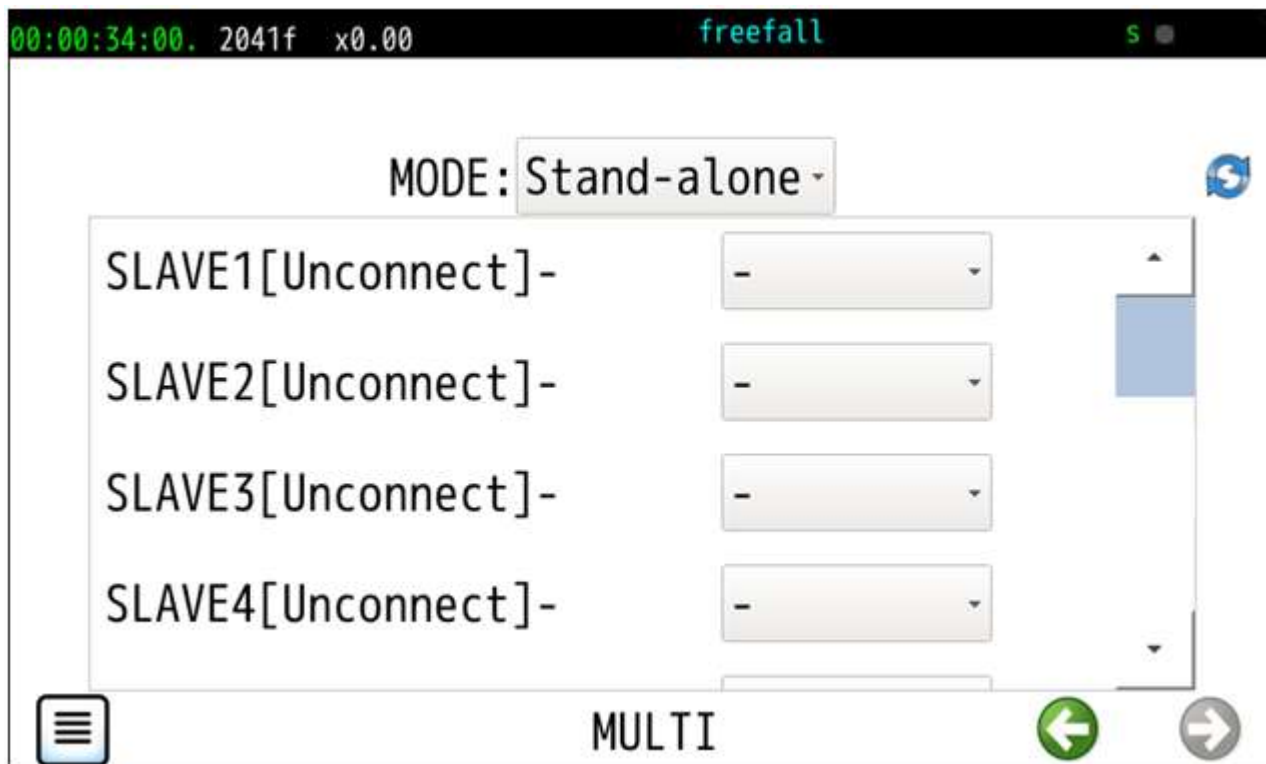 00:00:34:00. 2041f x0.00 freefall S
MODE: Stand-alone
SLAVE1[Unconnect]- -
SLAVE2[Unconnect]- -
SLAVE3[Unconnect]- -
SLAVE4[Unconnect]- -
MULTI